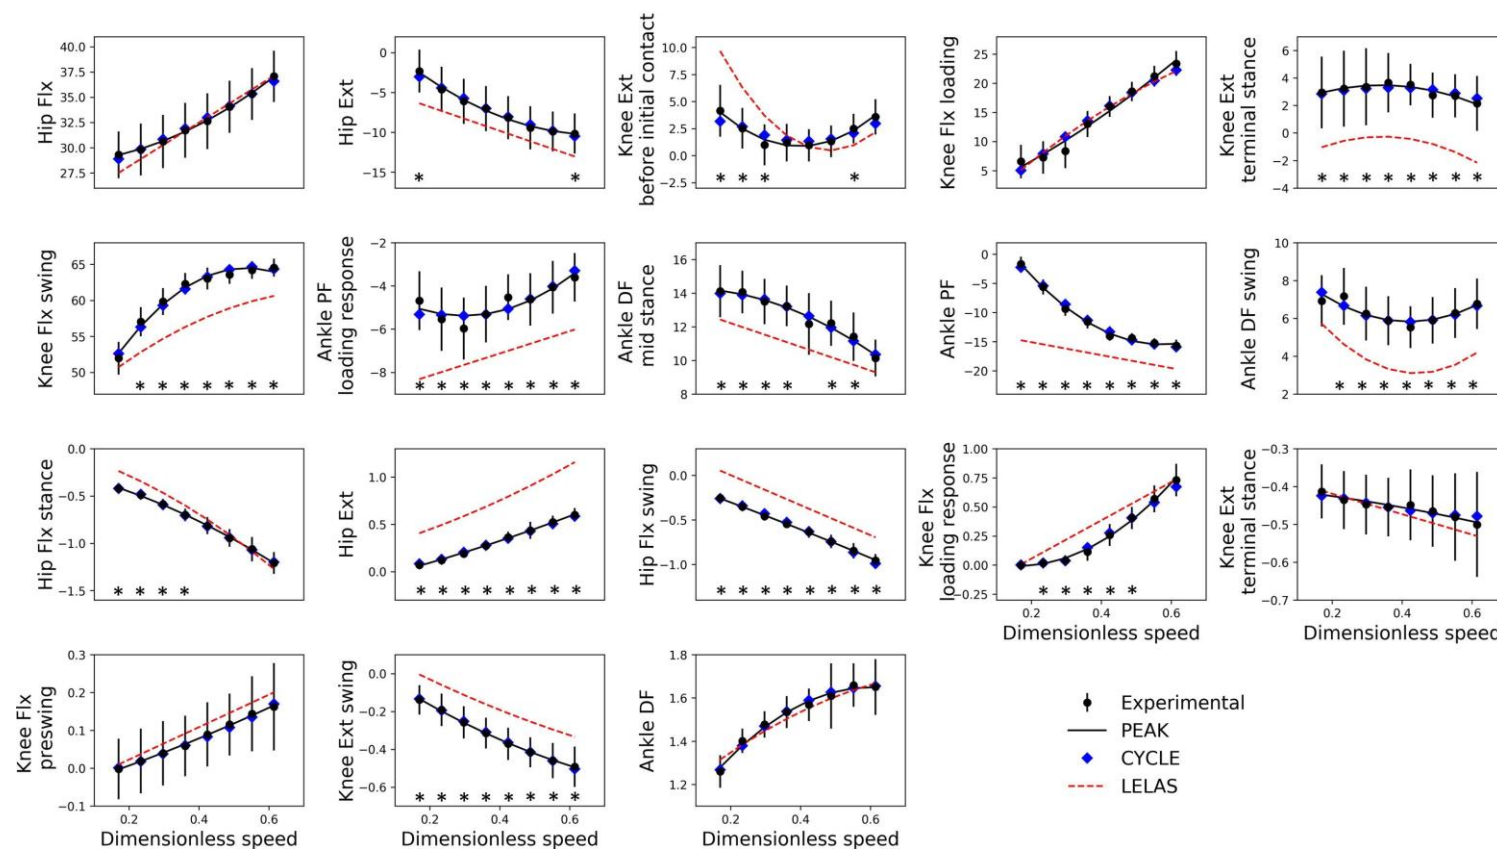 Hip Flx
40.0
37.5
35.0
32.5
30.0
27.5
Hip Ext
0
−5
−10
−15
* *
Knee Ext
before initial contact
10.0
7.5
5.0
2.5
0.0
−2.5
* * * *
Knee Flx loading
25
20
15
10
5
Knee Ext
terminal stance
6
4
2
0
−2
−4
* * * * * * * *
Knee Flx swing
65
60
55
50
* * * * * * *
Ankle PF
loading response
−2
−4
−6
−8
* * * * * * * *
Ankle DF
mid stance
16
14
12
10
8
* * * * * *
Ankle PF
0
−5
−10
−15
−20
* * * * * * * *
Ankle DF swing
10
8
6
4
2
* * * * * * *
Hip Flx stance
0.0
−0.5
−1.0
−1.5
* * * *
Hip Ext
1.0
0.5
0.0
* * * * * * * *
Hip Flx swing
0.0
−0.5
−1.0
* * * * * * * *
Knee Flx
loading response
1.00
0.75
0.50
0.25
0.00
−0.25
* * * * *
0.2 0.4 0.6
Dimensionless speed
Knee Ext
terminal stance
−0.3
−0.4
−0.5
−0.6
−0.7
0.2 0.4 0.6
Dimensionless speed
Knee Flx
preswing
0.3
0.2
0.1
0.0
−0.1
0.2 0.4 0.6
Dimensionless speed
Knee Ext swing
0.0
−0.2
−0.4
−0.6
* * * * * * * *
0.2 0.4 0.6
Dimensionless speed
Ankle DF
1.8
1.6
1.4
1.2
0.2 0.4 0.6
Dimensionless speed
Experimental
PEAK
CYCLE
LELAS